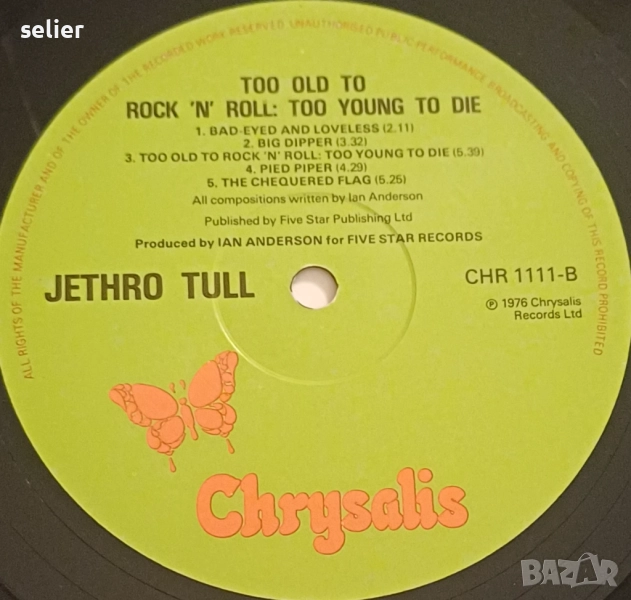 selier
ALL RIGHTS OF THE MANUFACTURER AND OF THE OWNER OF THE RECORDED WORK RESERVED UNAUTHORISED PUBLIC PERFORMANCE BROADCASTING AND COPYING OF THIS RECORD PROHIBITED
TOO OLD TO
ROCK 'N' ROLL: TOO YOUNG TO DIE
1. BAD-EYED AND LOVELESS (2.11)
2. BIG DIPPER (3.32)
3. TOO OLD TO ROCK 'N' ROLL: TOO YOUNG TO DIE (5.39)
4. PIED PIPER (4.29)
5. THE CHEQUERED FLAG (5.25)
All compositions written by Ian Anderson
Published by Five Star Publishing Ltd
Produced by IAN ANDERSON for FIVE STAR RECORDS
JETHRO TULL
CHR 1111-B
℗ 1976 Chrysalis
Records Ltd
Chrysalis
BAZAR